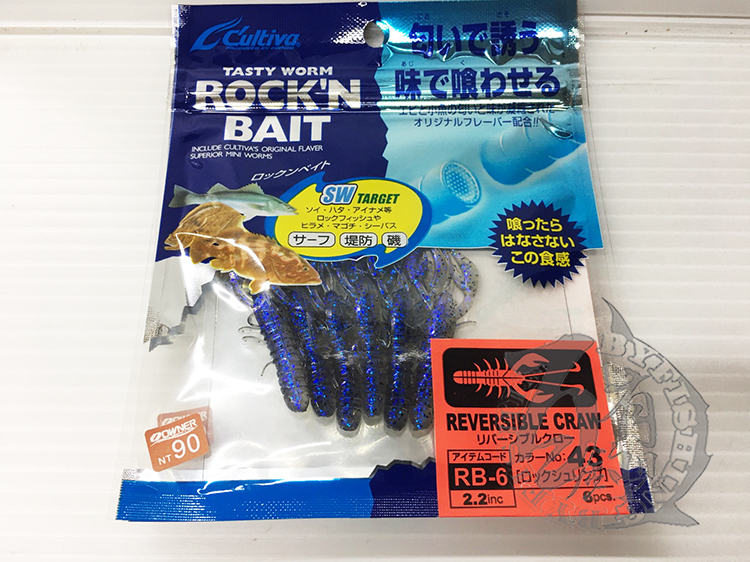 Cultiva
匂いで誘う
TASTY WORM
味で喰わせる
ROCK'N
オリジナルフレーバー配合!!
BAIT
INCLUDE CULTIVA'S ORIGINAL FLAVER
SUPERIOR MINI WORMS
ロックンベイト
SW TARGET
ソイ・ハタ・アイナメ等
ロックフィッシュや
ヒラメ・マゴチ・シーバス
サーフ 堤防 磯
喰ったら
はなさない
この食感
REVERSIBLE CRAW
リバーシブルクロー
アイテムコード
カラーNo: 43
RB-6
[ロックシュリンプ]
2.2inc
6pcs.
OWNER
NT 90